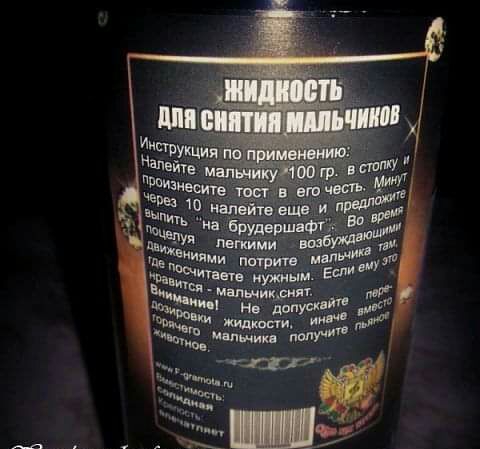 ЖИДКОСТЬ
ДЛЯ СНЯТИЯ МАЛЬЧИКОВ
Инструкция по применению:
Налейте мальчику 100 гр. в стопку и
произнесите тост в его честь. Минут
через 10 налейте еще и предложите
выпить "на брудершафт". Во время
поцелуя легкими возбуждающими
движениями потрите мальчика там,
где посчитаете нужным. Если ему это
нравится - мальчик снят.
Внимание! Не допускайте пере-
дозировки жидкости, иначе вместо
горячего мальчика получите пьяное
животное.
www.F-gramota.ru
Вместимость:
солидная
Крепость:
впечатляет